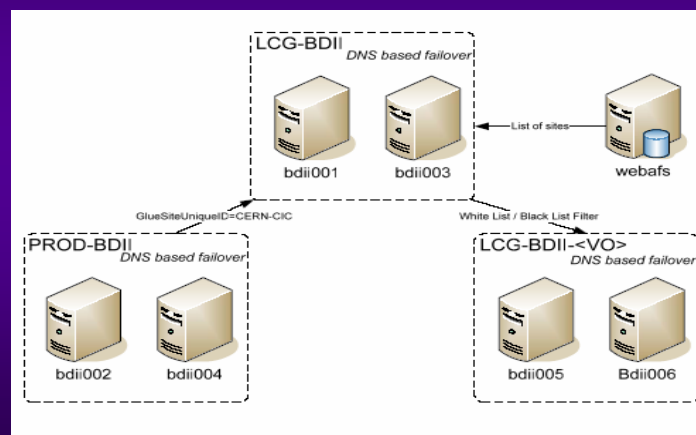 LCG-BDII
DNS based failover
bdii001
bdii003
List of sites
webafs
GlueSiteUniqueID=CERN-CIC
White List / Black List Filter
PROD-BDII
DNS based failover
bdii002
bdii004
LCG-BDII-<VO>
DNS based failover
bdii005
Bdii006